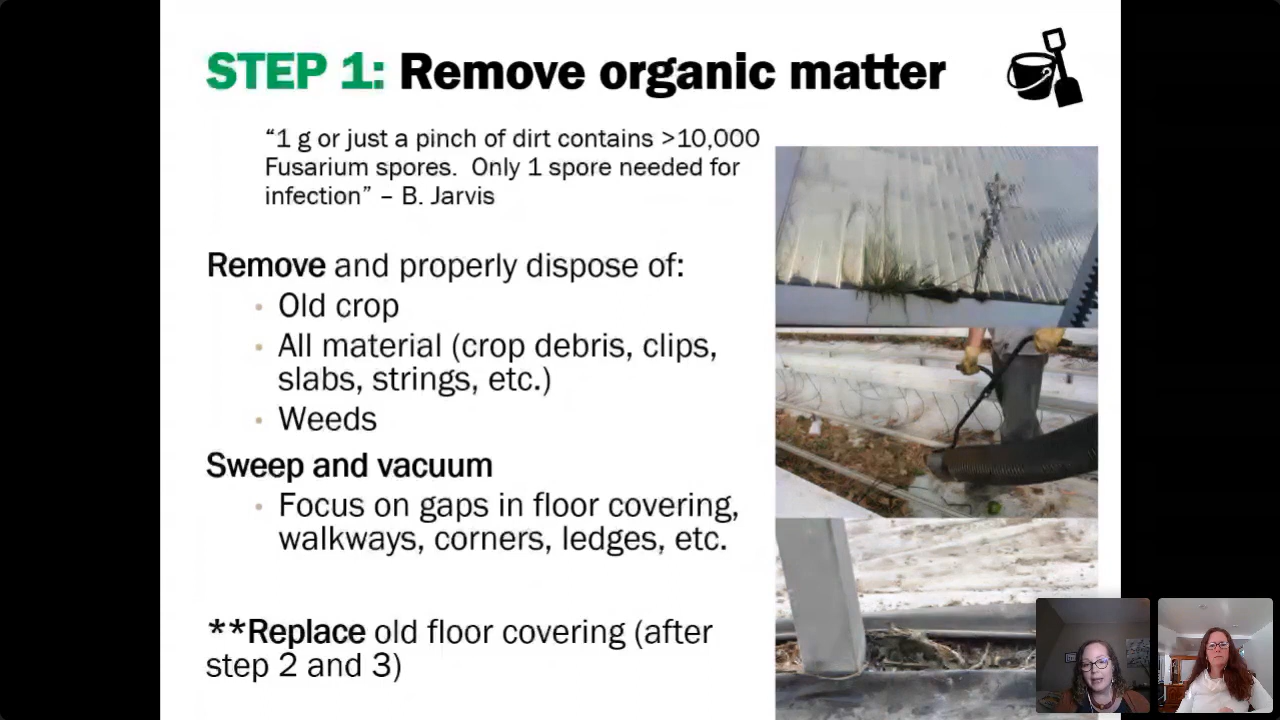 STEP 1: Remove organic matter
“1 g or just a pinch of dirt contains >10,000
Fusarium spores.  Only 1 spore needed for
infection” – B. Jarvis
Remove and properly dispose of:
• Old crop
• All material (crop debris, clips,
slabs, strings, etc.)
• Weeds
Sweep and vacuum
• Focus on gaps in floor covering,
walkways, corners, ledges, etc.
**Replace old floor covering (after
step 2 and 3)